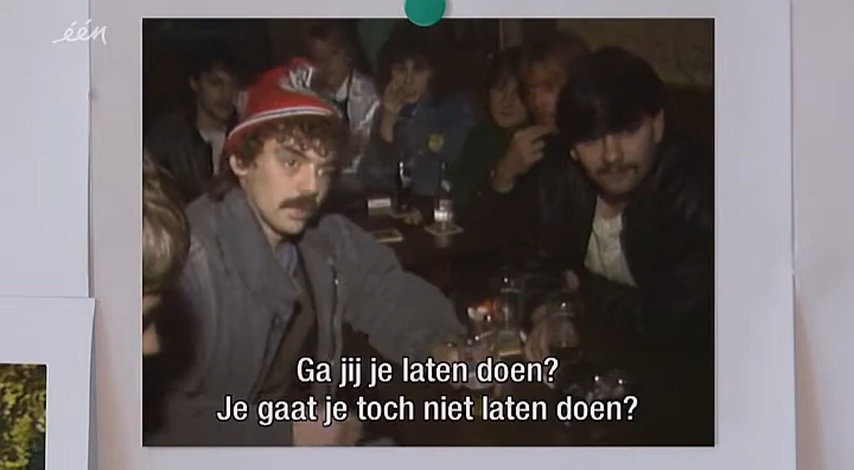 één
Ga jij je laten doen?
Je gaat je toch niet laten doen?